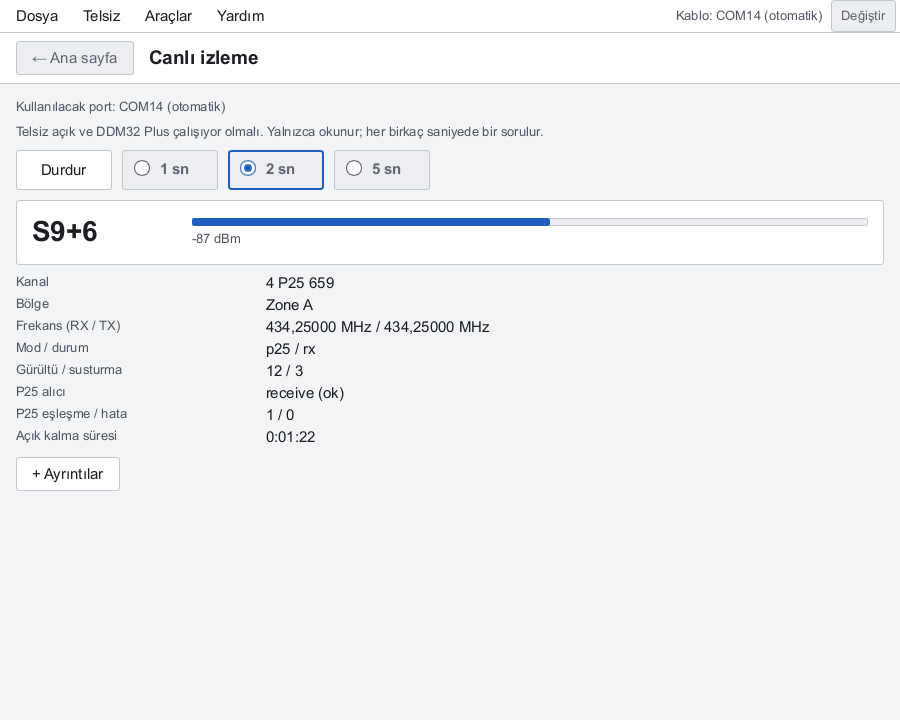 Dosya Telsiz Araçlar Yardım Kablo: COM14 (otomatik) Değiştir
← Ana sayfa Canlı izleme
Kullanılacak port: COM14 (otomatik)
Telsiz açık ve DDM32 Plus çalışıyor olmalı. Yalnızca okunur; her birkaç saniyede bir sorulur.
Durdur 1 sn 2 sn 5 sn
S9+6
-87 dBm
Kanal 4 P25 659
Bölge Zone A
Frekans (RX / TX) 434,25000 MHz / 434,25000 MHz
Mod / durum p25 / rx
Gürültü / susturma 12 / 3
P25 alıcı receive (ok)
P25 eşleşme / hata 1 / 0
Açık kalma süresi 0:01:22
+ Ayrıntılar